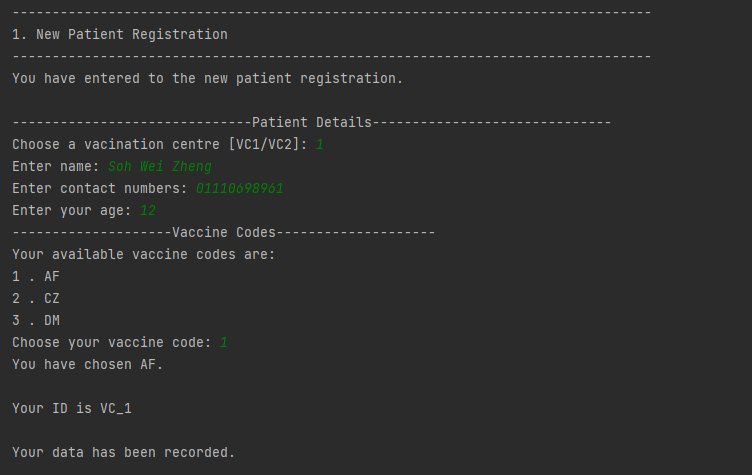 --------------------------------------------------------------------------------
1. New Patient Registration
--------------------------------------------------------------------------------
You have entered to the new patient registration.
------------------------------Patient Details------------------------------
Choose a vacination centre [VC1/VC2]: 1
Enter name: Soh Wei Zheng
Enter contact numbers: 01110698961
Enter your age: 12
--------------------Vaccine Codes--------------------
Your available vaccine codes are:
1 . AF
2 . CZ
3 . DM
Choose your vaccine code: 1
You have chosen AF.
Your ID is VC_1
Your data has been recorded.